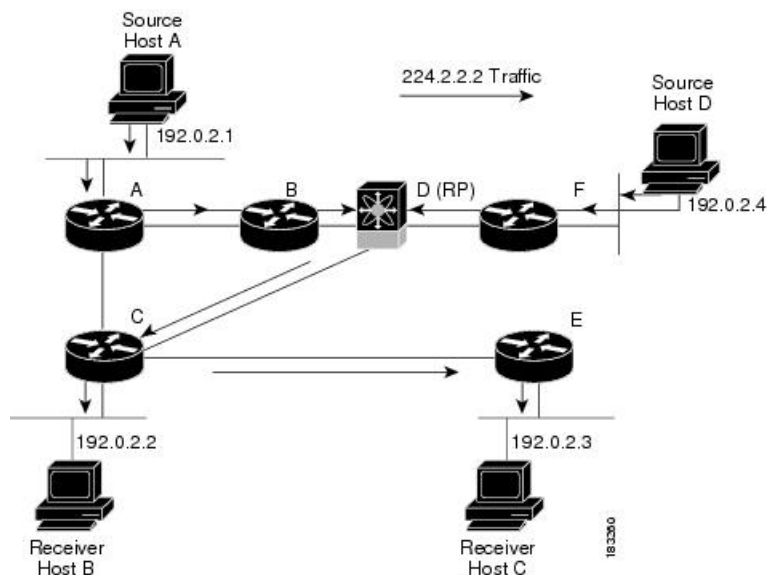 Source
Host A
224.2.2.2 Traffic
Source
Host D
192.0.2.1
A
B
D (RP)
F
192.0.2.4
C
E
192.0.2.2
192.0.2.3
Receiver
Host B
Receiver
Host C
183260